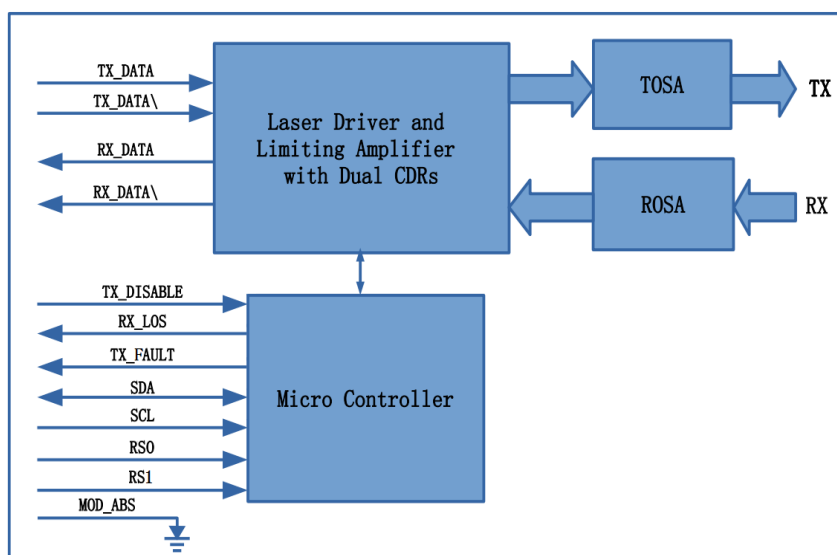 TX_DATA
TX_DATA\
RX_DATA
RX_DATA\
Laser Driver and
Limiting Amplifier
with Dual CDRs
TOSA
TX
ROSA
RX
TX_DISABLE
RX_LOS
TX_FAULT
SDA
SCL
RS0
RS1
MOD_ABS
Micro Controller